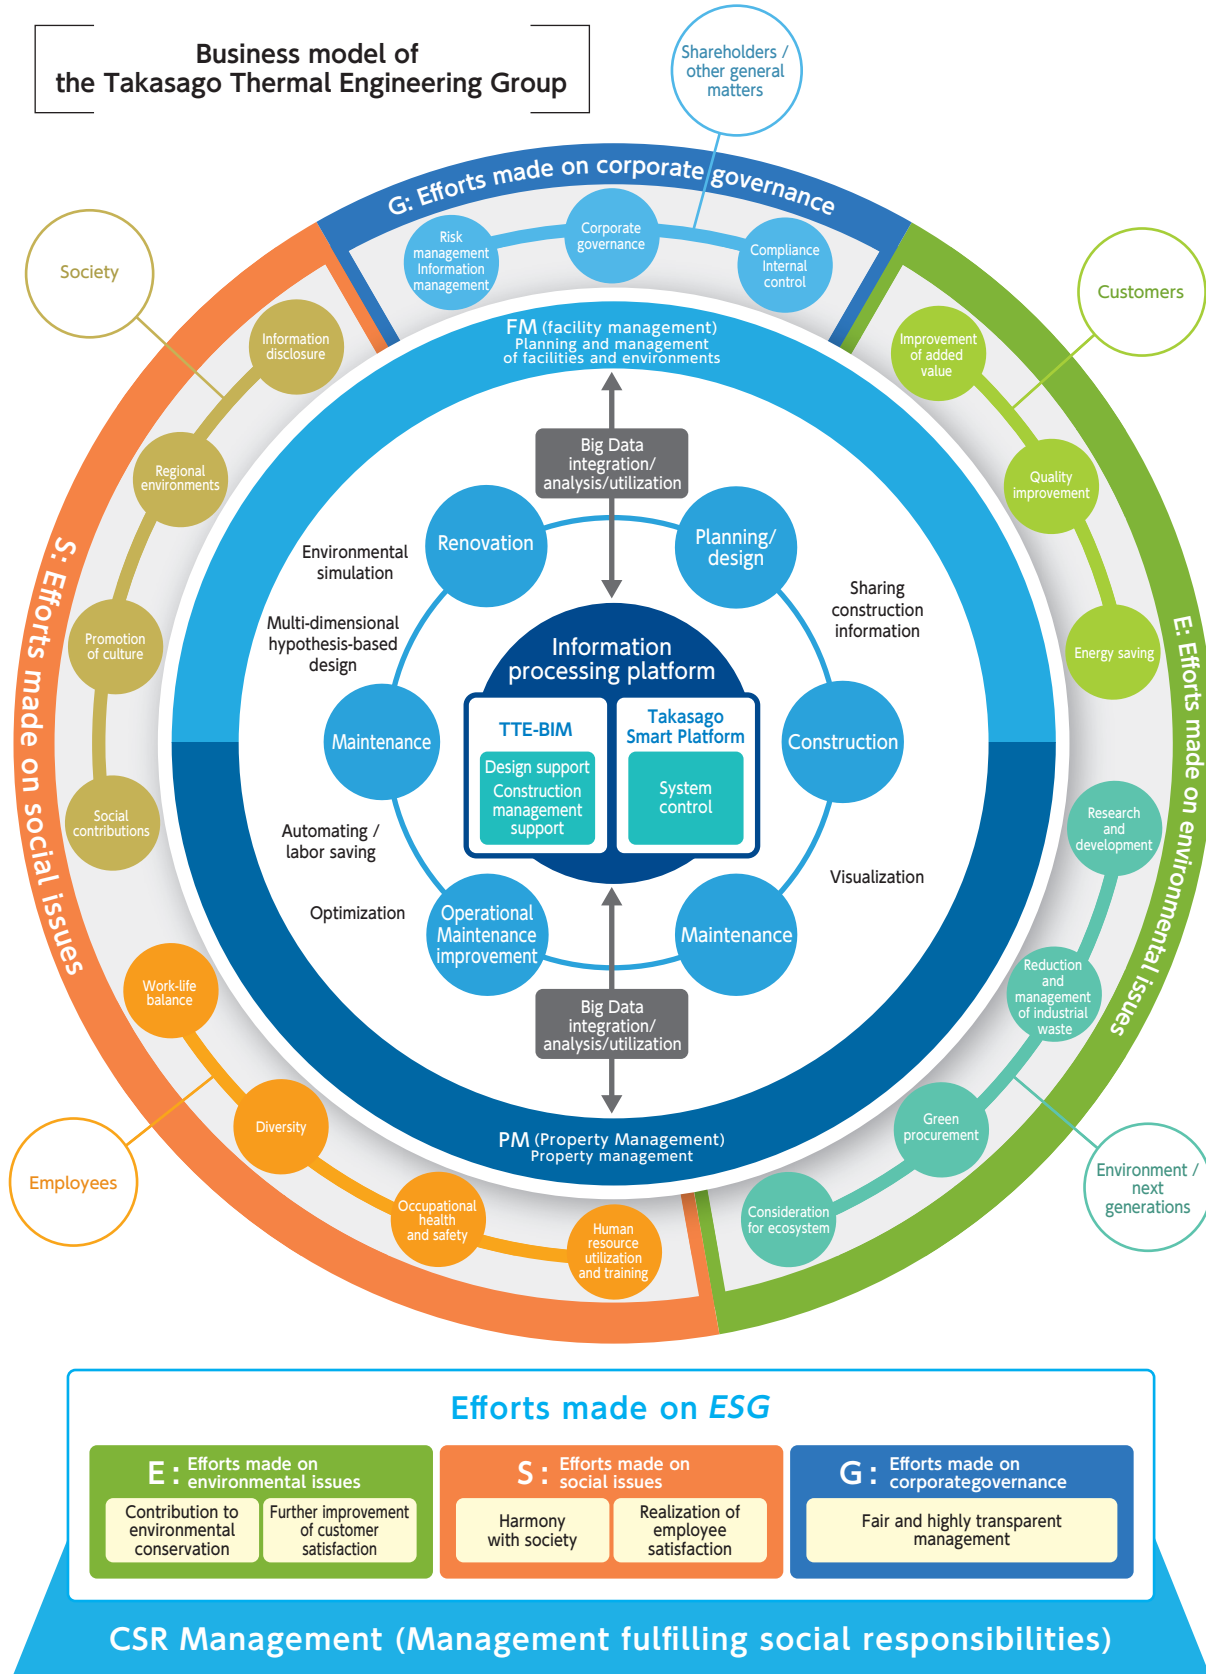 Business model of
the Takasago Thermal Engineering Group
Shareholders /
other general
matters
G: Efforts made on corporate governance
Risk
management
Information
management
Corporate
governance
Compliance
Internal
control
Society
Information
disclosure
Regional
environments
Promotion
of culture
Social
contributions
S: Efforts made on social issues
Customers
Improvement
of added
value
Quality
improvement
Energy saving
E: Efforts made on environmental issues
Research
and
development
Reduction
and
management
of industrial
waste
Green
procurement
Consideration
for ecosystem
Environment /
next
generations
Employees
Work-life
balance
Diversity
Occupational
health
and safety
Human
resource
utilization
and training
FM (facility management)
Planning and management
of facilities and environments
Big Data
integration/
analysis/utilization
Renovation
Planning/
design
Environmental
simulation
Multi-dimensional
hypothesis-based
design
Sharing
construction
information
Information
processing platform
TTE-BIM
Design support
Construction
management
support
Takasago
Smart Platform
System
control
Maintenance
Construction
Automating /
labor saving
Optimization
Visualization
Operational
Maintenance
improvement
Maintenance
Big Data
integration/
analysis/utilization
PM (Property Management)
Property management
Efforts made on ESG
E : Efforts made on
environmental issues
Contribution to
environmental
conservation
Further improvement
of customer
satisfaction
S : Efforts made on
social issues
Harmony
with society
Realization of
employee
satisfaction
G : Efforts made on
corporategovernance
Fair and highly transparent
management
CSR Management (Management fulfilling social responsibilities)